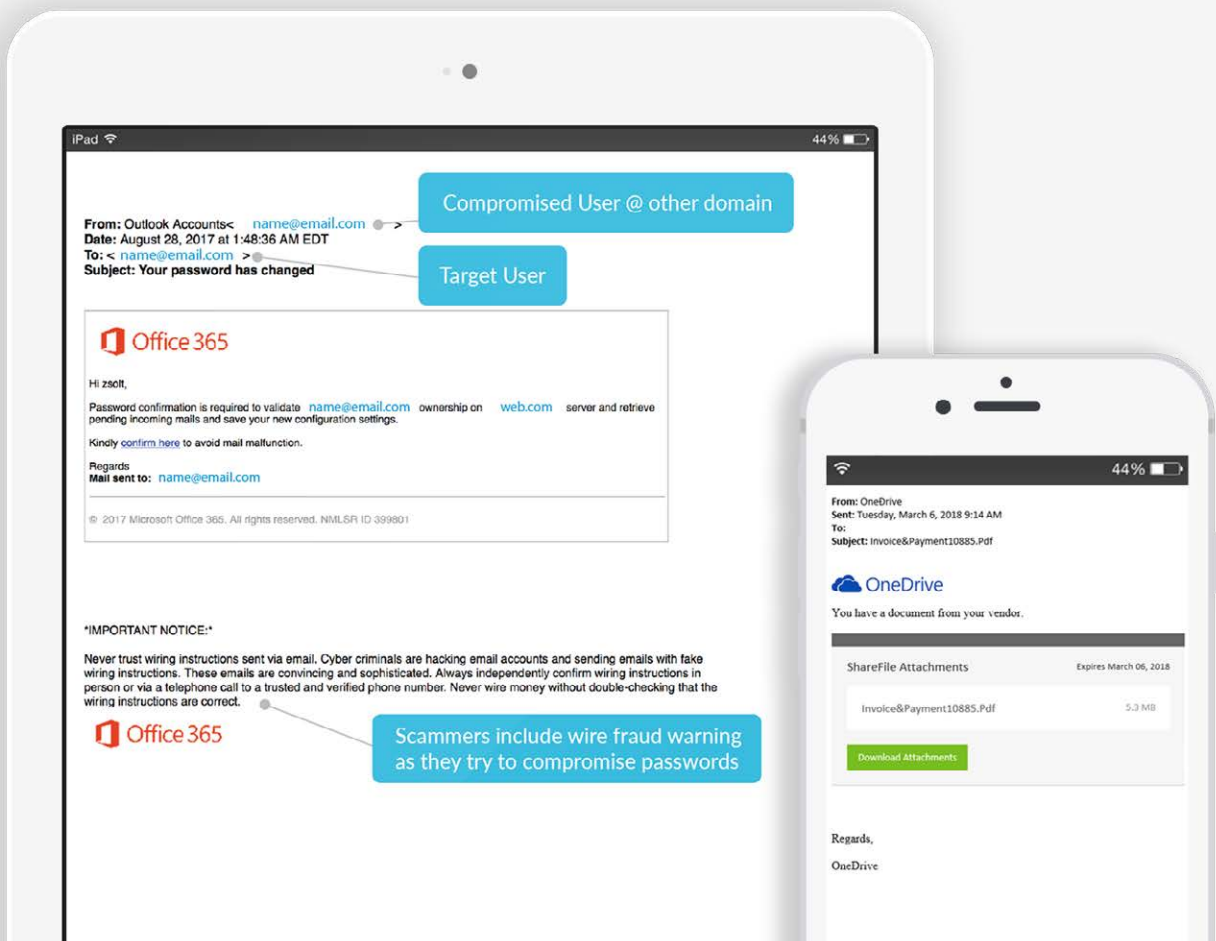 iPad
44%
From: Outlook Accounts< name@email.com >
Date: August 28, 2017 at 1:48:36 AM EDT
To: < name@email.com >
Subject: Your password has changed
Compromised User @ other domain
Target User
Office 365
Hi zsolt,
Password confirmation is required to validate name@email.com ownership on web.com server and retrieve
pending incoming mails and save your new configuration settings.
Kindly confirm here to avoid mail malfunction.
Regards
Mail sent to: name@email.com
© 2017 Microsoft Office 365. All rights reserved. NMLSR ID 399801
*IMPORTANT NOTICE:*
Never trust wiring instructions sent via email. Cyber criminals are hacking email accounts and sending emails with fake
wiring instructions. These emails are convincing and sophisticated. Always independently confirm wiring instructions in
person or via a telephone call to a trusted and verified phone number. Never wire money without double-checking that the
wiring instructions are correct.
Office 365
Scammers include wire fraud warning
as they try to compromise passwords
44%
From: OneDrive
Sent: Tuesday, March 6, 2018 9:14 AM
To:
Subject: Invoice&Payment10885.Pdf
OneDrive
You have a document from your vendor.
ShareFile Attachments
Expires March 06, 2018
Invoice&Payment10885.Pdf
5.3 MB
Download Attachments
Regards,
OneDrive